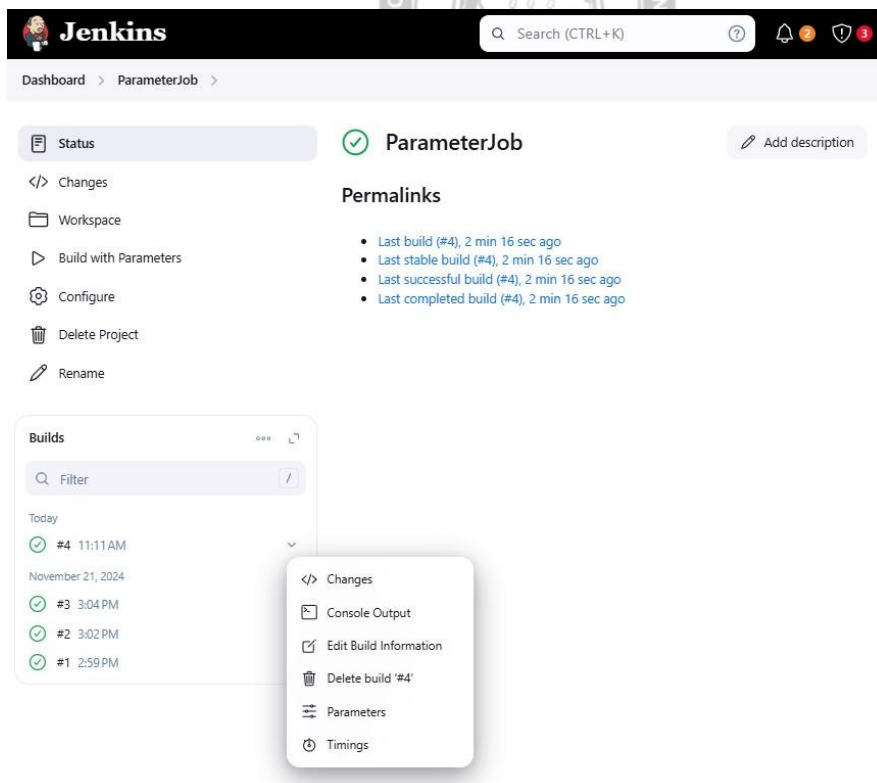 Jenkins
Search (CTRL+K)
2
3
Dashboard > ParameterJob >
Status
Changes
Workspace
Build with Parameters
Configure
Delete Project
Rename
ParameterJob
Add description
Permalinks
Last build (#4), 2 min 16 sec ago
Last stable build (#4), 2 min 16 sec ago
Last successful build (#4), 2 min 16 sec ago
Last completed build (#4), 2 min 16 sec ago
Builds
Filter /
Today
#4 11:11 AM
November 21, 2024
#3 3:04 PM
#2 3:02 PM
#1 2:59 PM
Changes
Console Output
Edit Build Information
Delete build '#4'
Parameters
Timings